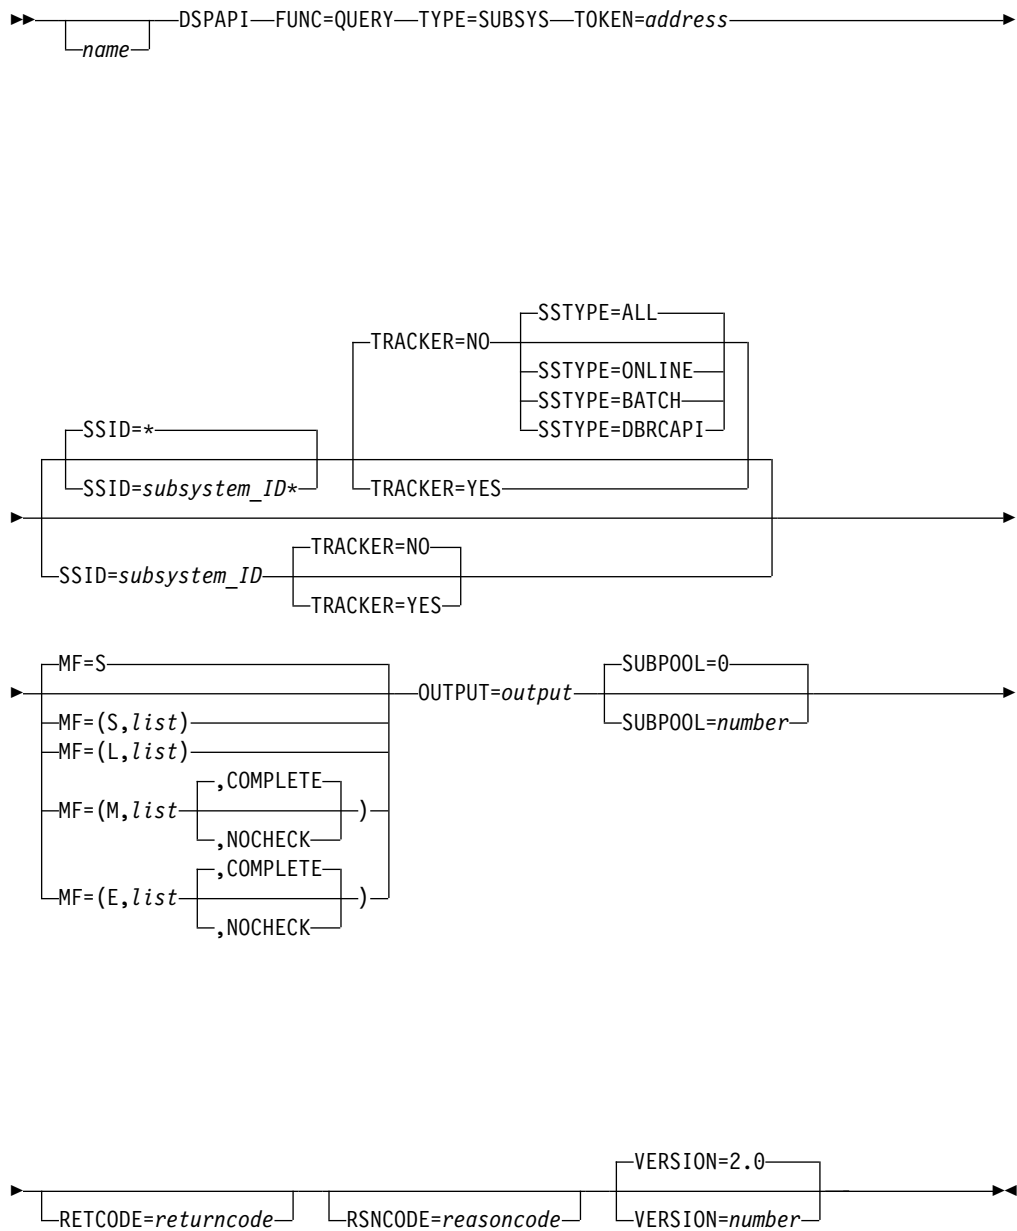 DSPAPI FUNC=QUERY TYPE=SUBSYS TOKEN=address
name
SSTYPE=ALL
TRACKER=NO
SSTYPE=ONLINE
SSTYPE=BATCH
SSID=* SSTYPE=DBRCAPI
SSID=subsystem_ID* TRACKER=YES
TRACKER=NO
SSID=subsystem_ID
TRACKER=YES
MF=S SUBPOOL=0
OUTPUT=output
MF=(S,list) SUBPOOL=number
MF=(L,list)
,COMPLETE
MF=(M,list )
,NOCHECK
,COMPLETE
MF=(E,list )
,NOCHECK
VERSION=2.0
RETCODE=returncode RSNCODE=reasoncode VERSION=number